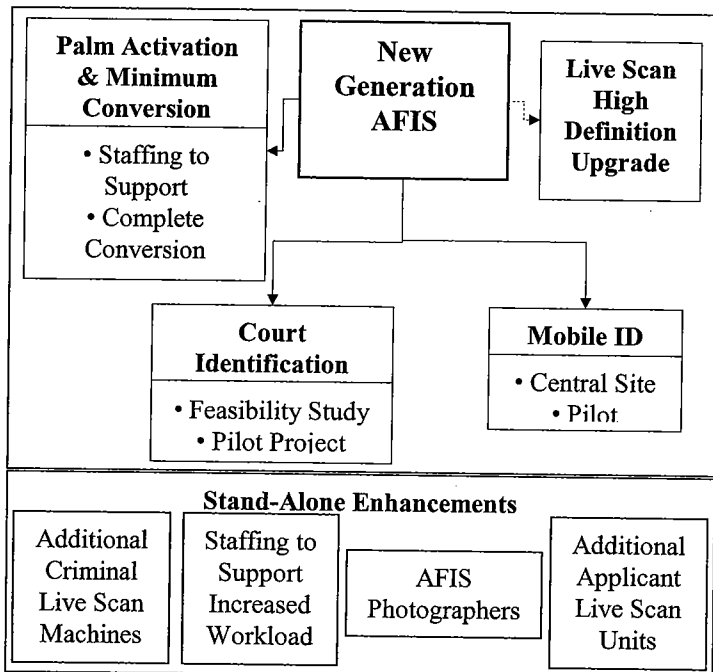 Palm Activation
& Minimum
Conversion
• Staffing to
Support
• Complete
Conversion
New
Generation
AFIS
Live Scan
High
Definition
Upgrade
Court
Identification
• Feasibility Study
• Pilot Project
Mobile ID
• Central Site
• Pilot
Stand-Alone Enhancements
Additional
Criminal
Live Scan
Machines
Staffing to
Support
Increased
Workload
AFIS
Photographers
Additional
Applicant
Live Scan
Units